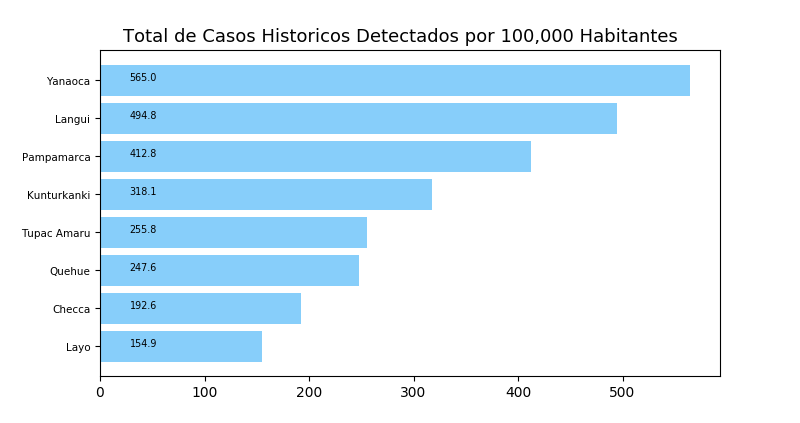 Total de Casos Historicos Detectados por 100,000 Habitantes
Yanaoca 565.0
Langui 494.8
Pampamarca 412.8
Kunturkanki 318.1
Tupac Amaru 255.8
Quehue 247.6
Checca 192.6
Layo 154.9
0 100 200 300 400 500